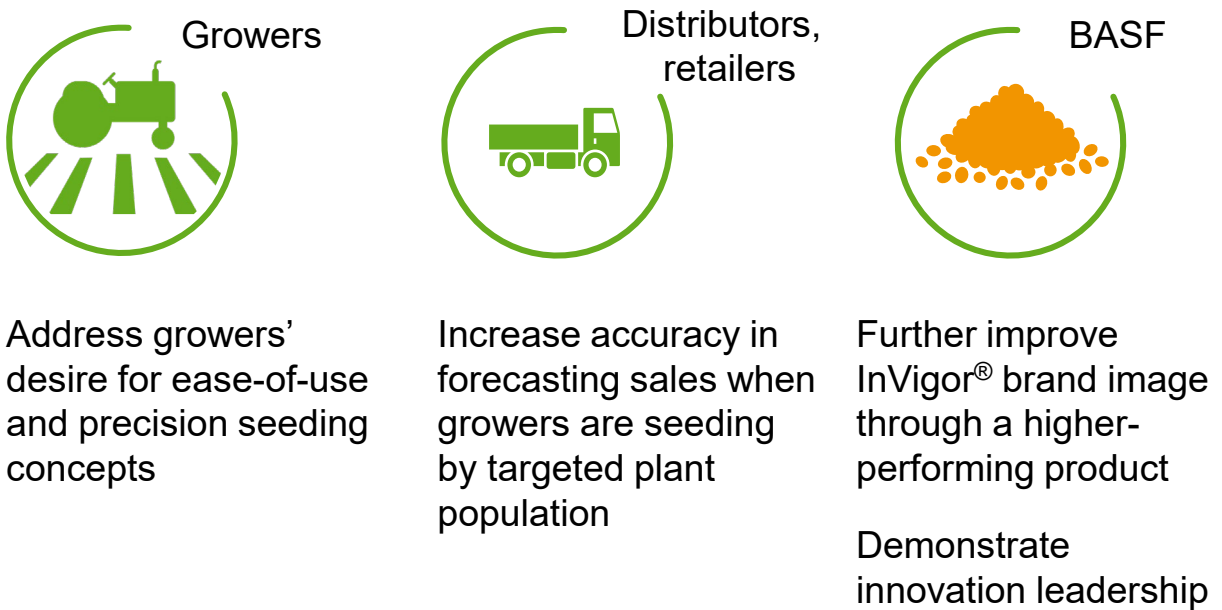 Growers
Address growers’
desire for ease-of-use
and precision seeding
concepts
Distributors,
retailers
Increase accuracy in
forecasting sales when
growers are seeding
by targeted plant
population
BASF
Further improve
InVigor® brand image
through a higher-
performing product
Demonstrate
innovation leadership